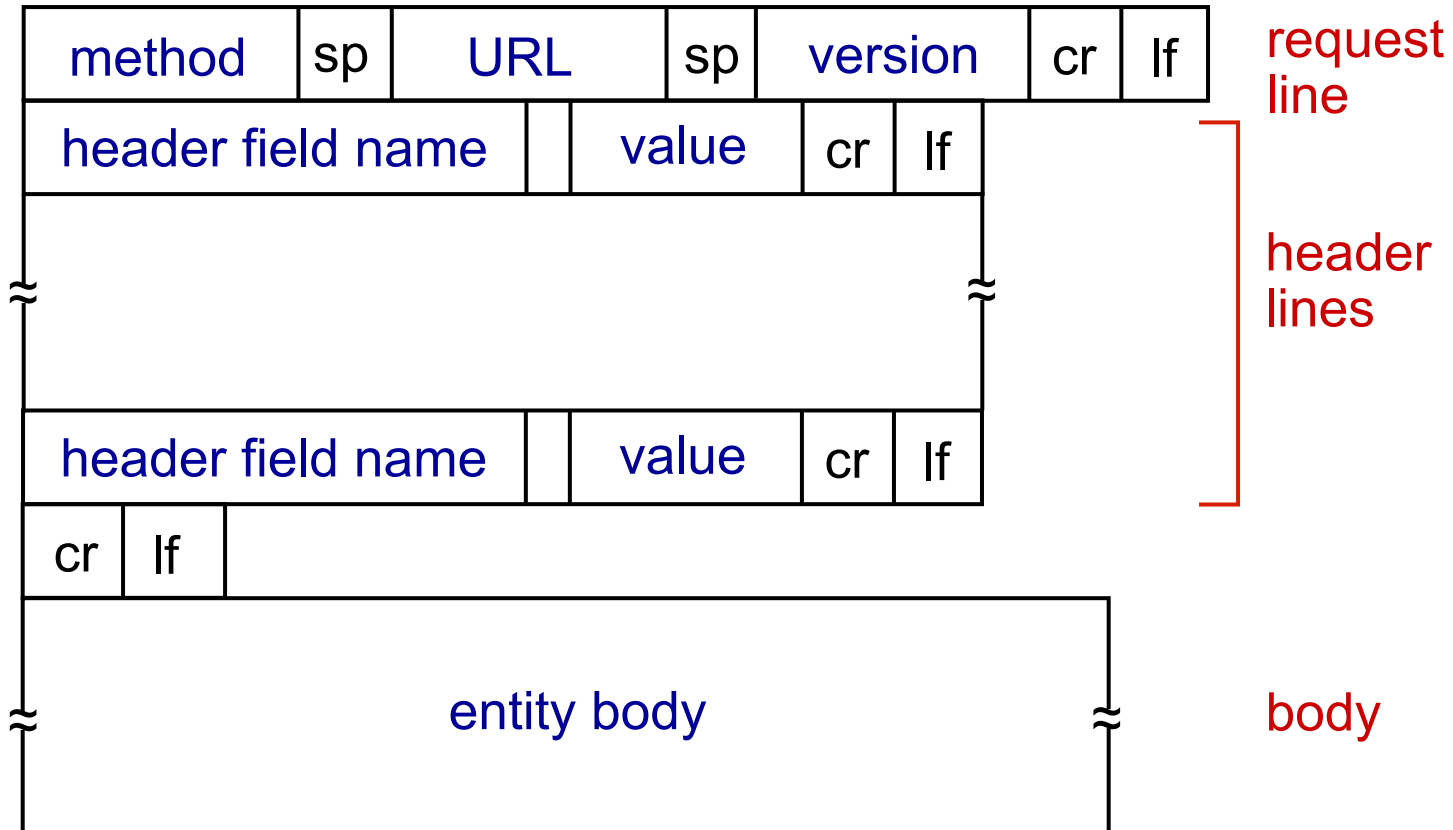 method sp URL sp version cr lf request line
header field name value cr lf
header lines
≈ ≈
header field name value cr lf
cr lf
≈ entity body ≈ body